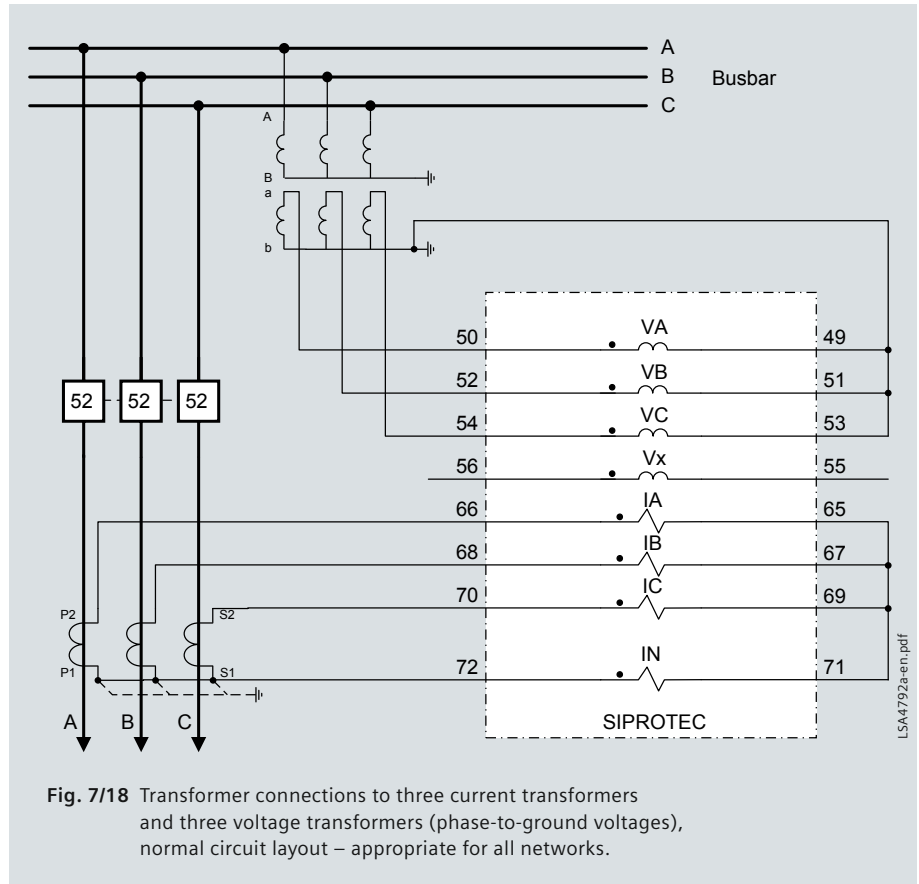 A
B Busbar
C
A
B
a
b
50 VA 49
52 VB 51
54 VC 53
56 Vx 55
66 IA 65
68 IB 67
70 IC 69
72 IN 71
52 52 52
P2 S2
P1 S1
A B C
SIPROTEC
LSA4792a-en.pdf
Fig. 7/18 Transformer connections to three current transformers
and three voltage transformers (phase-to-ground voltages),
normal circuit layout – appropriate for all networks.